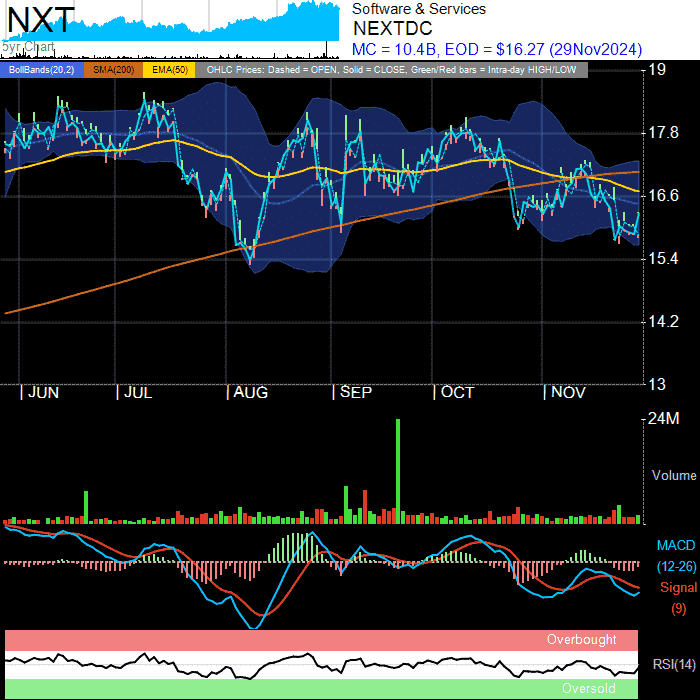 NXT
5yr Chart
Software & Services
NEXTDC
MC = 10.4B, EOD = $16.27 (29Nov2024)
BollBands(20,2) SMA(200) EMA(50) OHLC Prices: Dashed = OPEN, Solid = CLOSE, Green/Red bars = Intra-day HIGH/LOW
19
17.8
16.6
15.4
14.2
13
| JUN | JUL | AUG | SEP | OCT | NOV
24M
Volume
MACD
(12-26)
Signal
(9)
Overbought
RSI(14)
Oversold